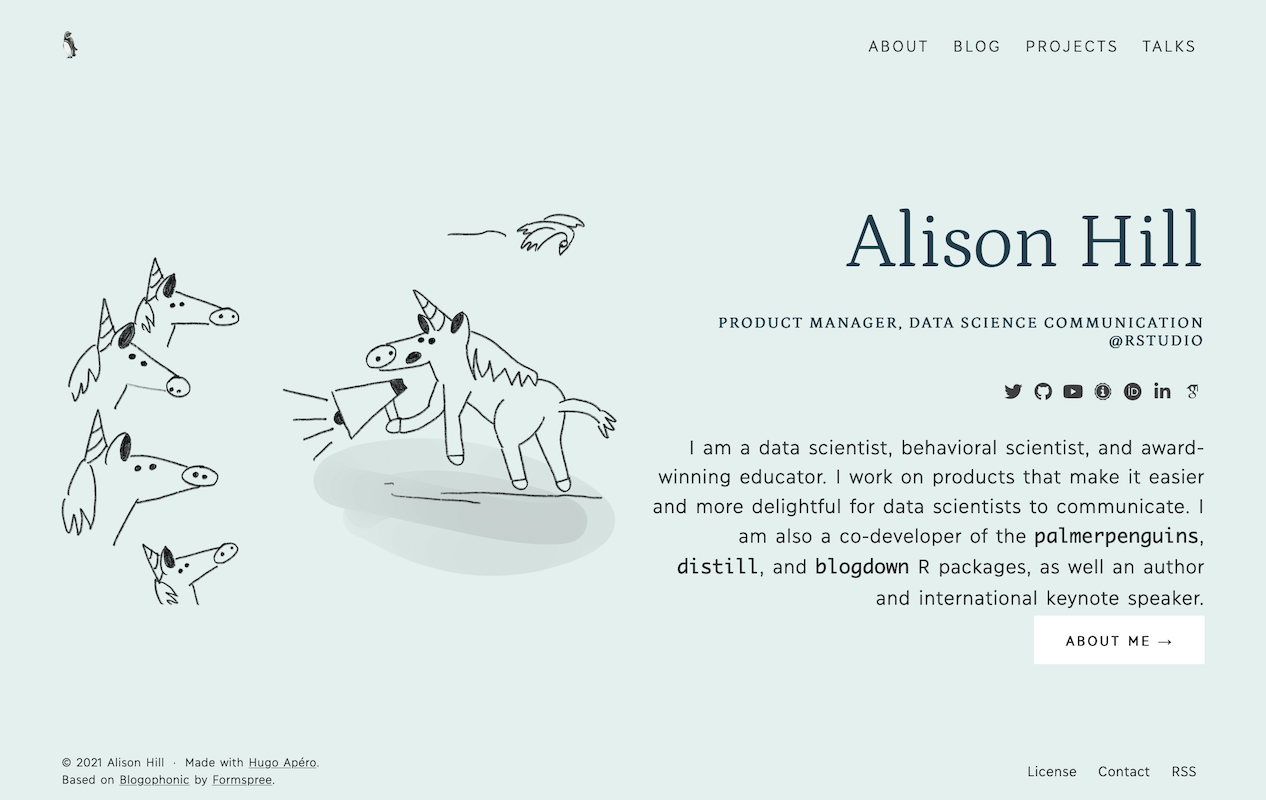 ABOUT BLOG PROJECTS TALKS
Alison Hill
PRODUCT MANAGER, DATA SCIENCE COMMUNICATION
@RSTUDIO
I am a data scientist, behavioral scientist, and award-
winning educator. I work on products that make it easier
and more delightful for data scientists to communicate. I
am also a co-developer of the palmerpenguins,
distill, and blogdown R packages, as well an author
and international keynote speaker.
ABOUT ME →
© 2021 Alison Hill · Made with Hugo Apéro.
Based on Blogophonic by Formspree.
License Contact RSS